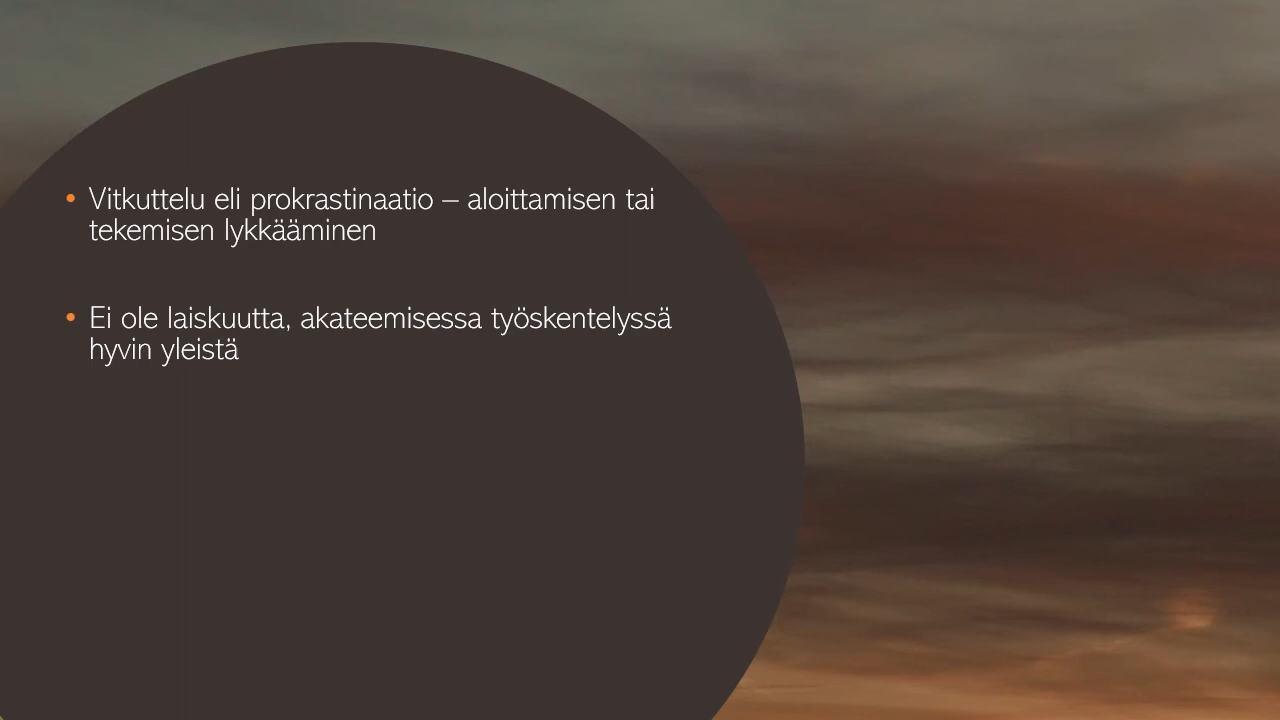 • Vitkuttelu eli prokrastinaatio – aloittamisen tai
tekemisen lykkääminen
• Ei ole laiskuutta, akateemisessa työskentelyssä
hyvin yleistä